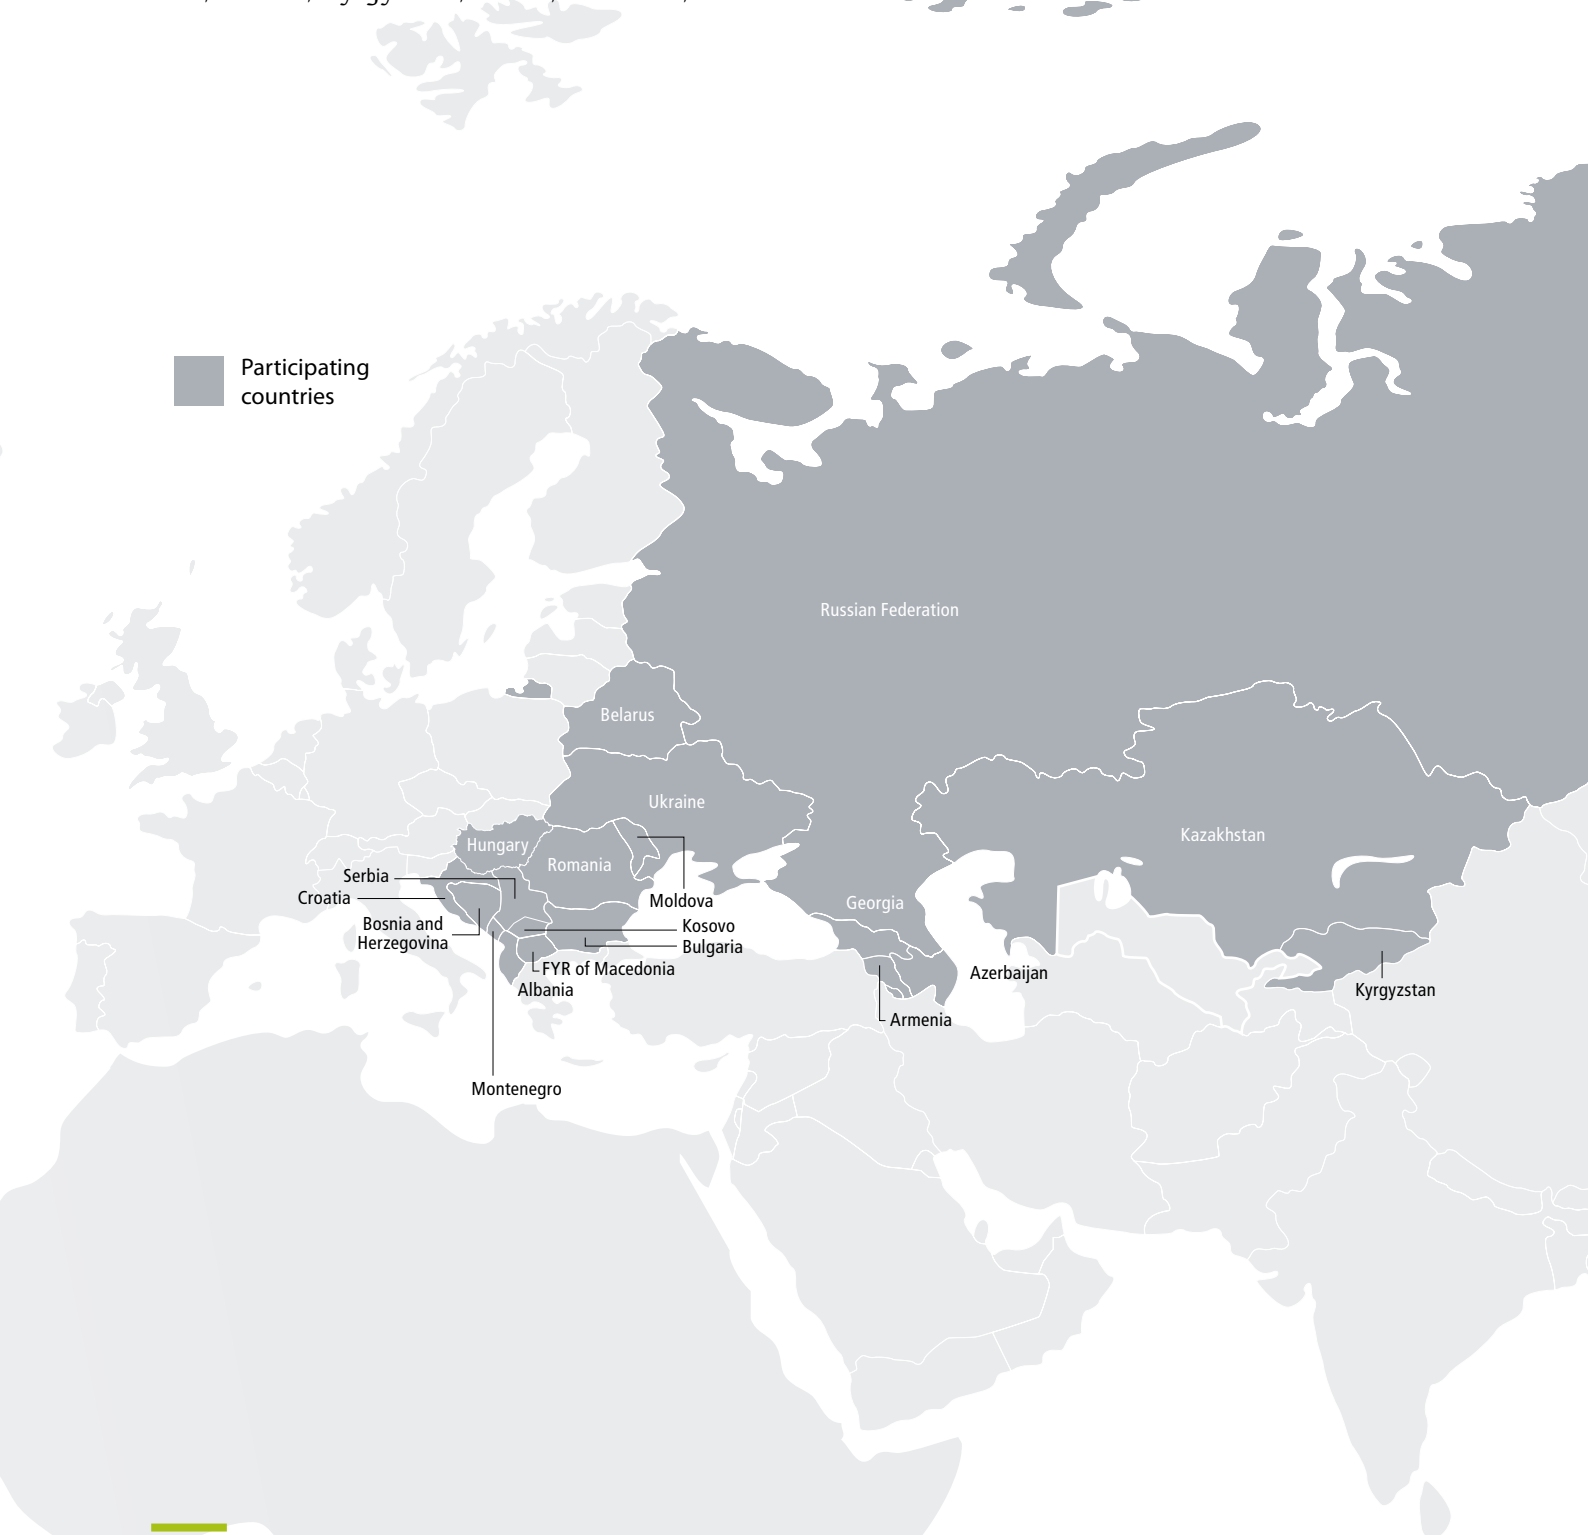 Participating
countries
Russian Federation
Belarus
Ukraine
Kazakhstan
Hungary
Romania
Serbia
Croatia
Moldova
Georgia
Bosnia and
Herzegovina
Kosovo
Bulgaria
FYR of Macedonia
Azerbaijan
Albania
Kyrgyzstan
Armenia
Montenegro